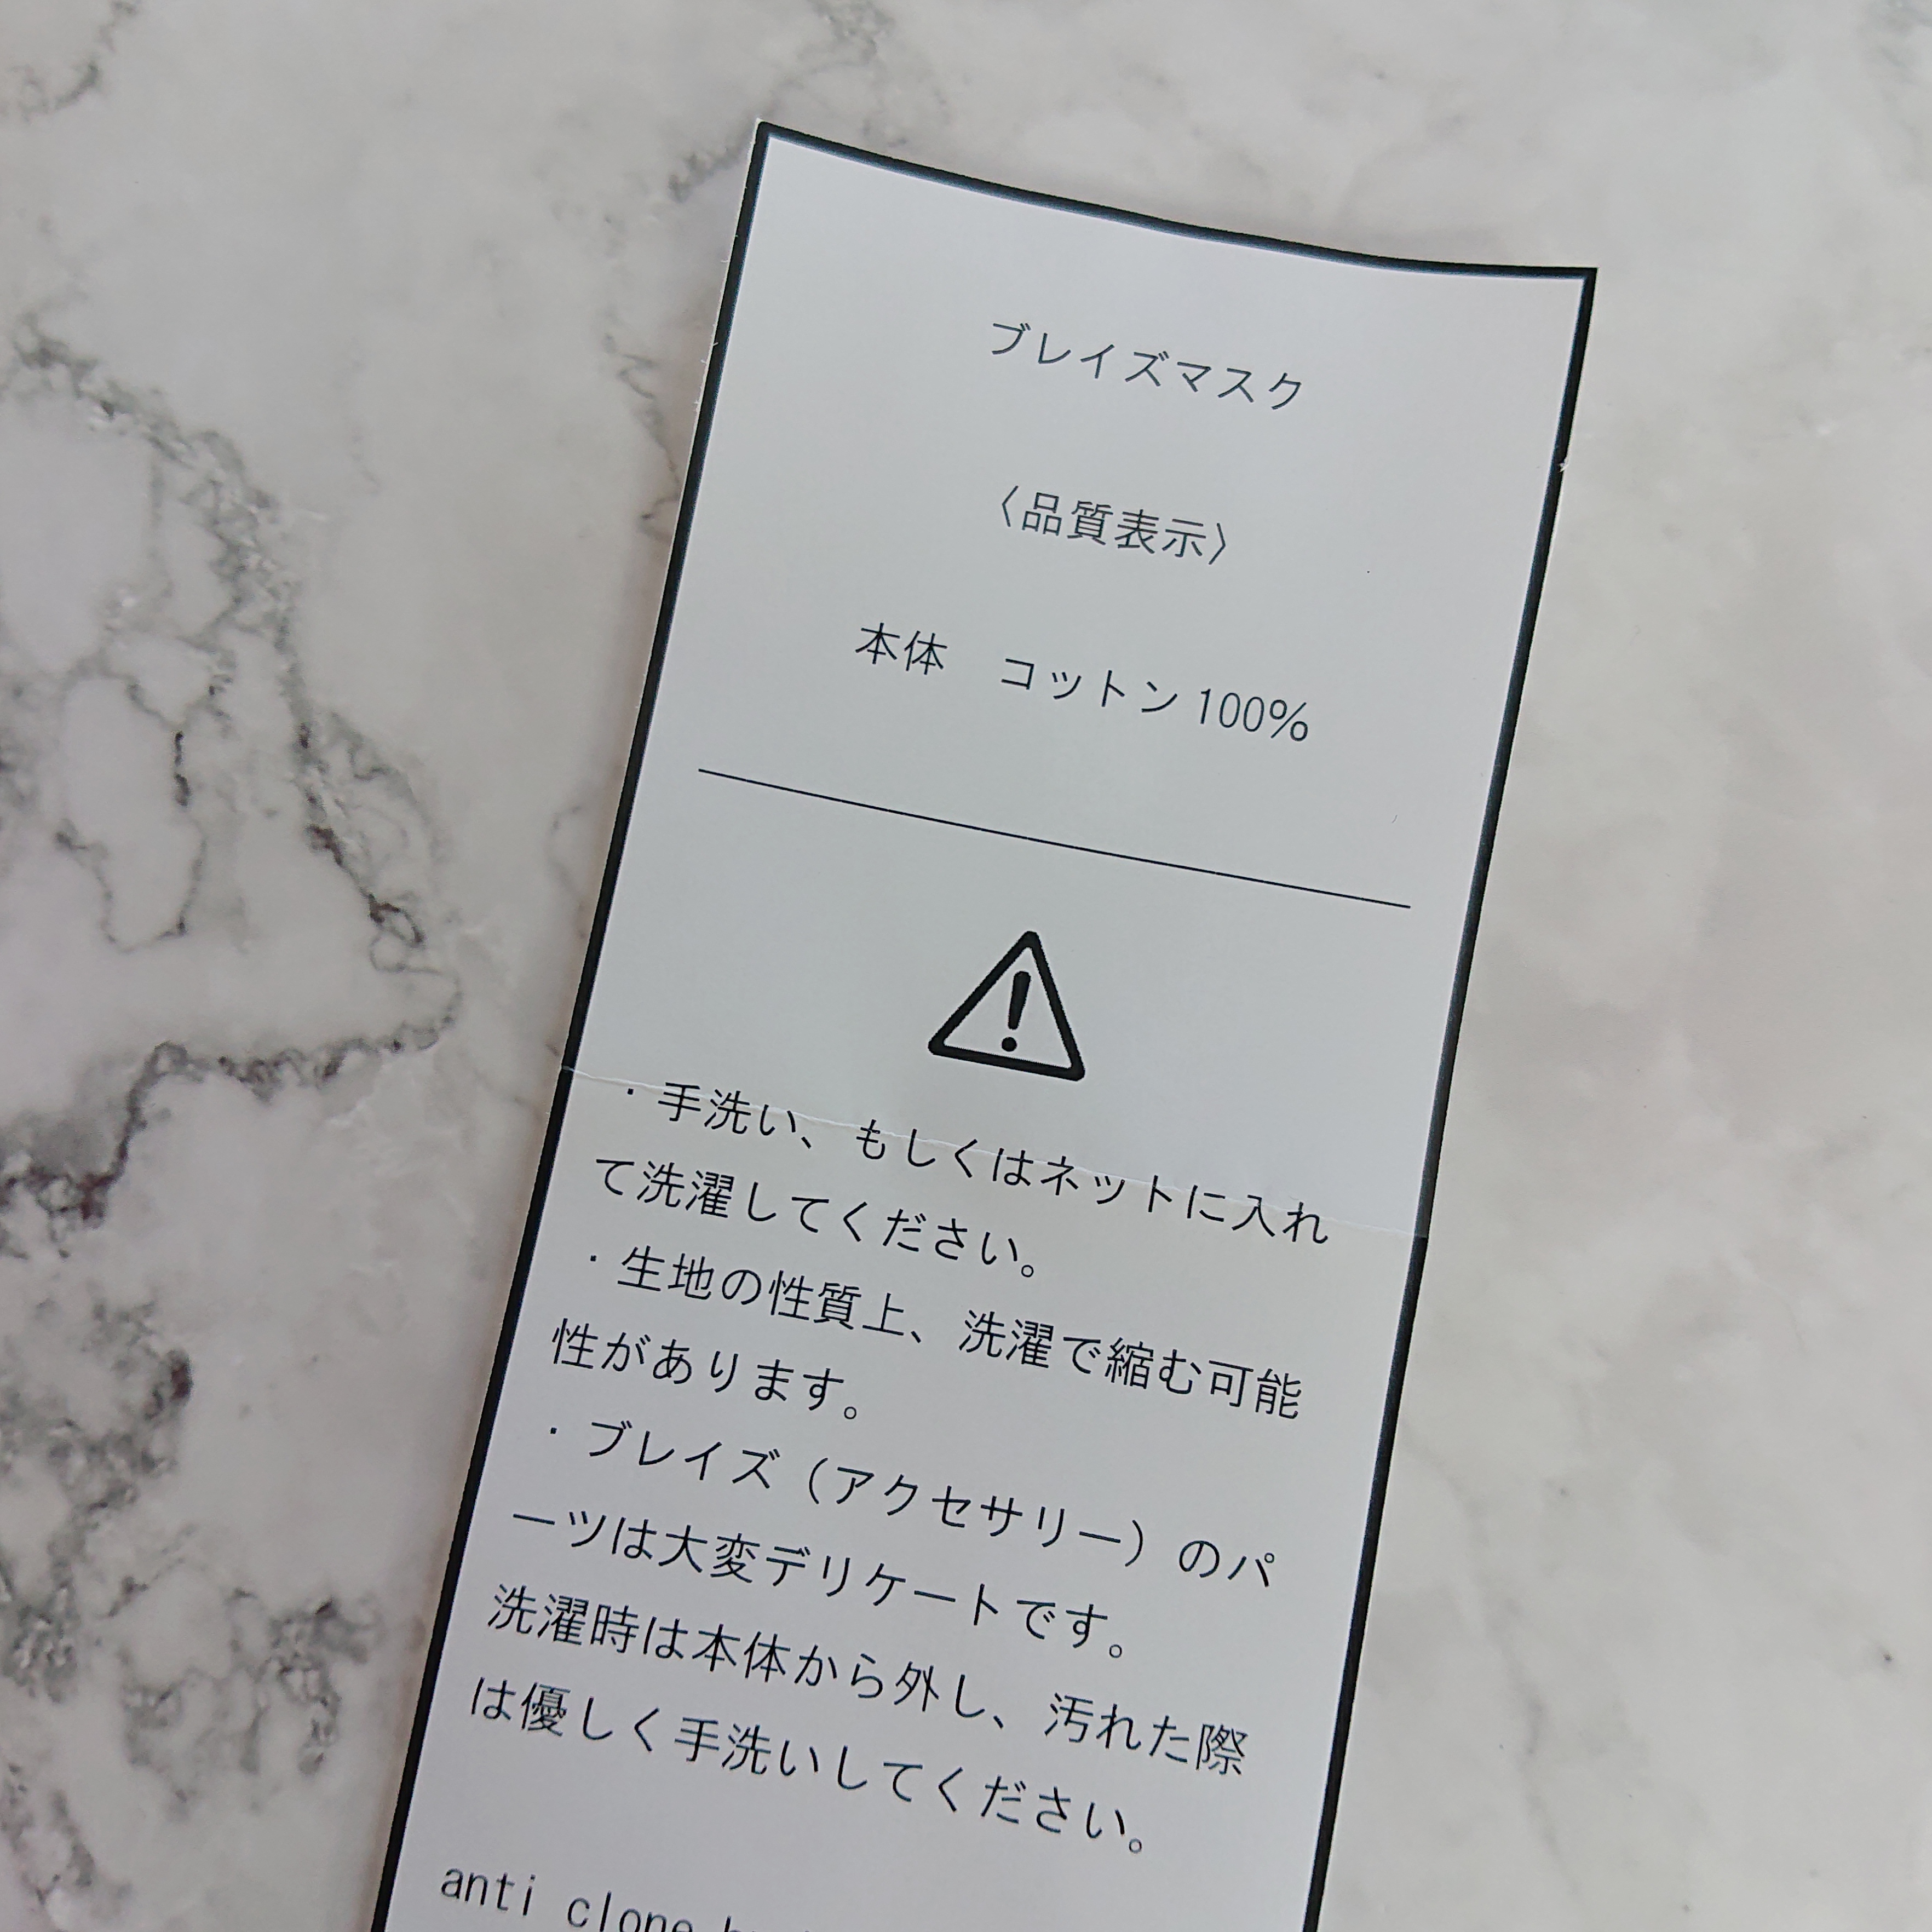 ブレイズマスク
〈品質表示〉
本体　コットン100%
・手洗い、もしくはネットに入れ
て洗濯してください。
・生地の性質上、洗濯で縮む可能
性があります。
・ブレイズ（アクセサリー）のパ
ーツは大変デリケートです。
洗濯時は本体から外し、汚れた際
は優しく手洗いしてください。
anti clone